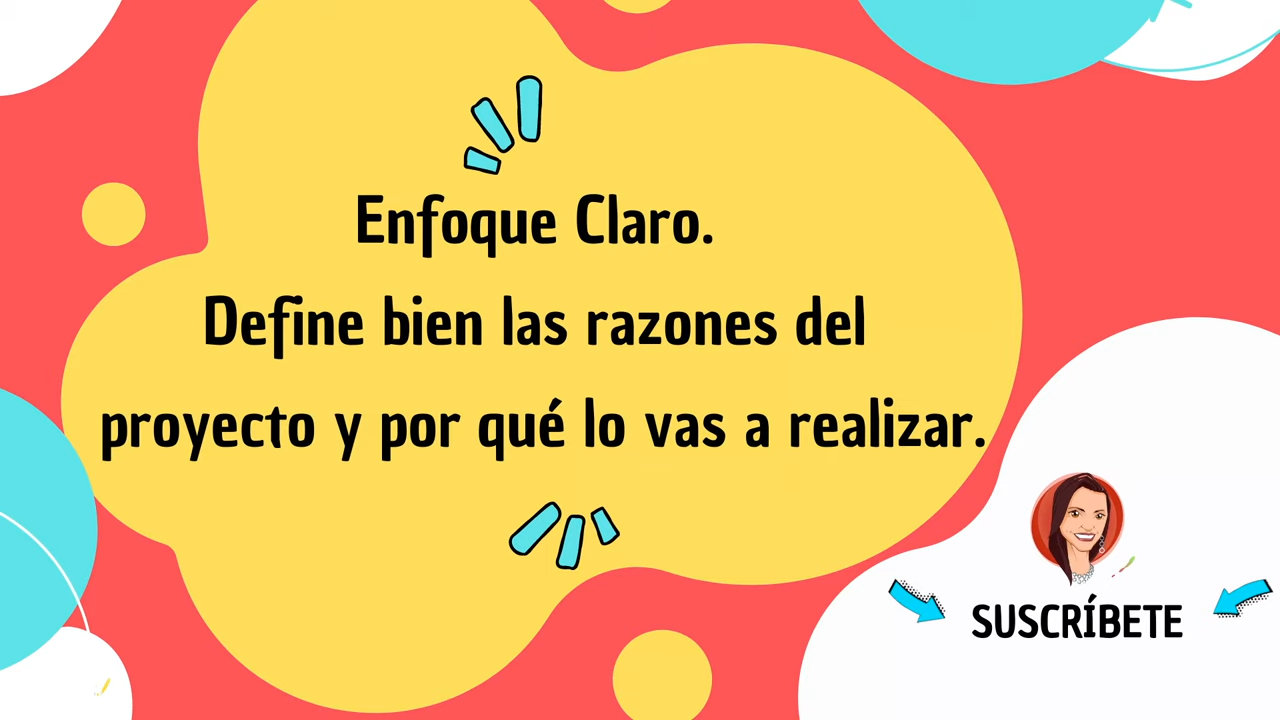 Enfoque Claro.
Define bien las razones del
proyecto y por qué lo vas a realizar.
SUSCRÍBETE